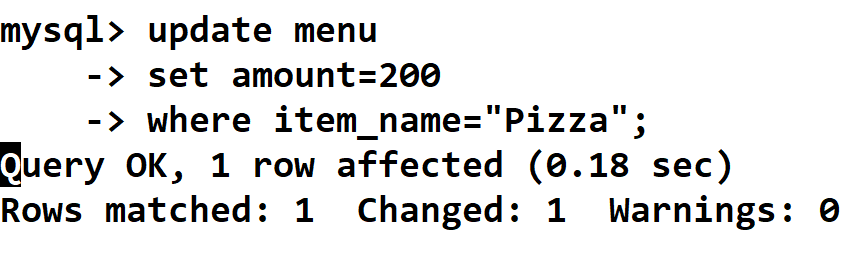 mysql> update menu
    -> set amount=200
    -> where item_name="Pizza";
Query OK, 1 row affected (0.18 sec)
Rows matched: 1  Changed: 1  Warnings: 0